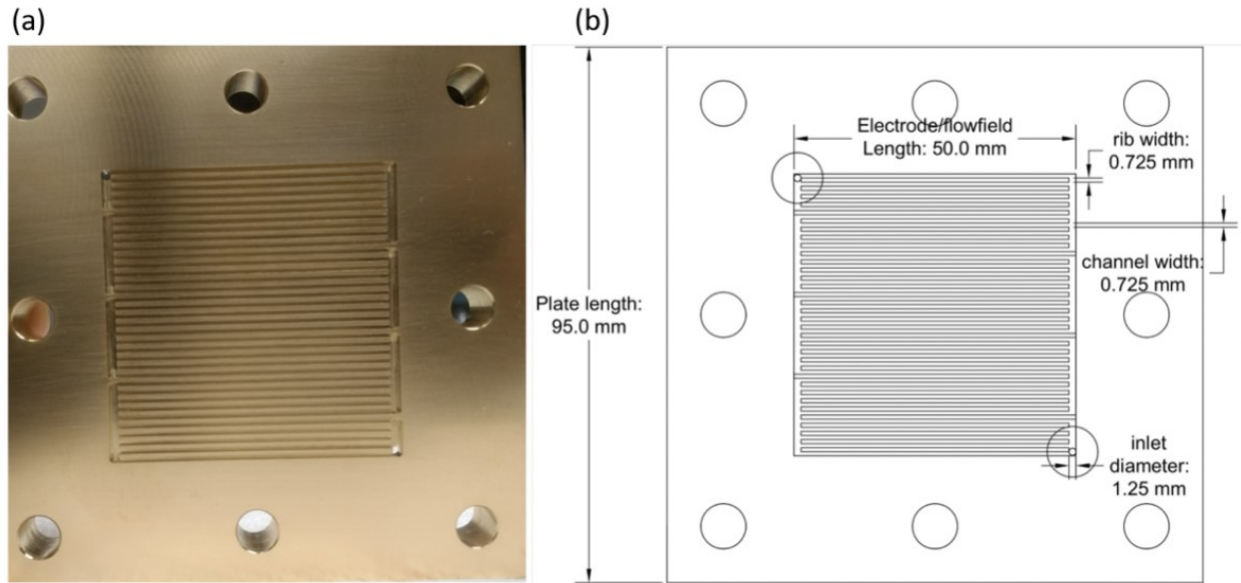 (a)
(b)
Electrode/flowfield
Length: 50.0 mm
rib width:
0.725 mm
channel width:
0.725 mm
Plate length:
95.0 mm
inlet
diameter:
1.25 mm